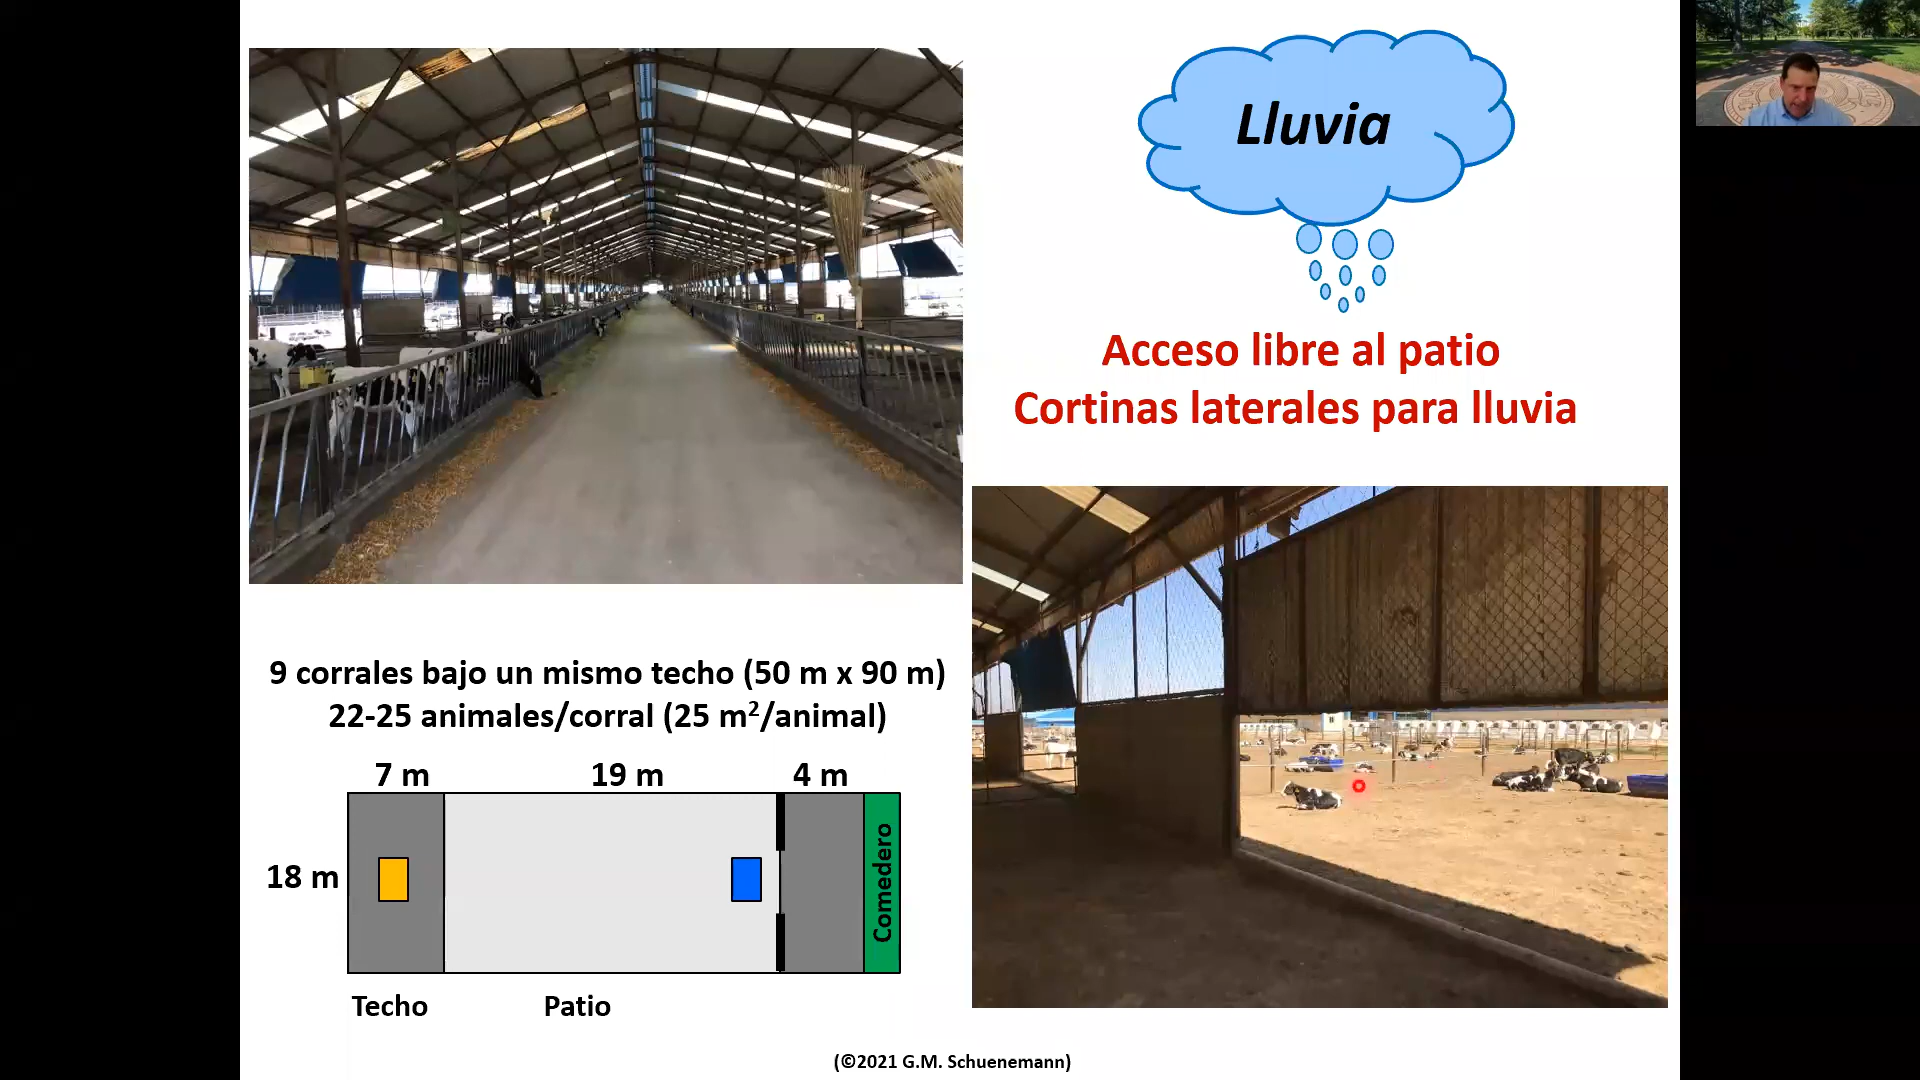 Lluvia
Acceso libre al patio
Cortinas laterales para lluvia
9 corrales bajo un mismo techo (50 m x 90 m)
22-25 animales/corral (25 m²/animal)
7 m
19 m
4 m
18 m
Comedero
Techo
Patio
(©2021 G.M. Schuenemann)